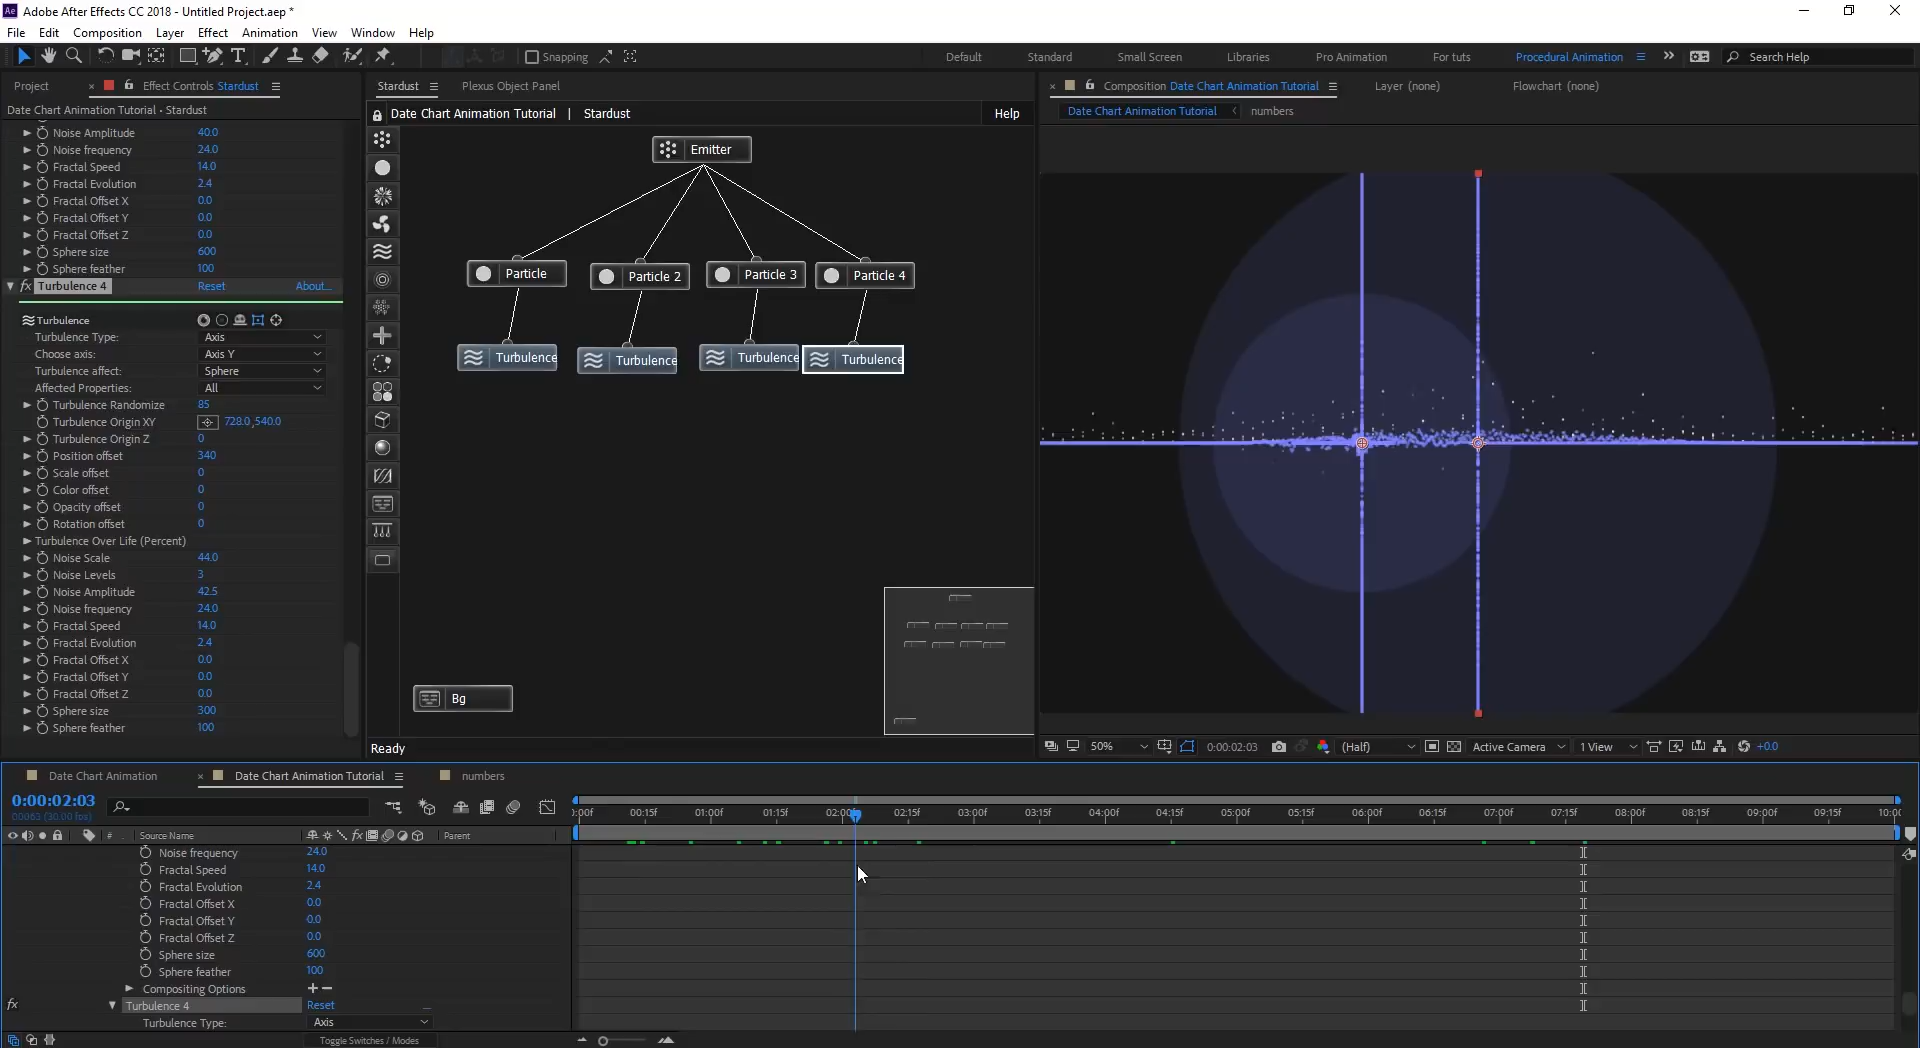 Ae Adobe After Effects CC 2018 - Untitled Project.aep *
File Edit Composition Layer Effect Animation View Window Help
Snapping Default Standard Small Screen Libraries Pro Animation For tuts Procedural Animation Search Help
Project × Effect Controls Stardust
Date Chart Animation Tutorial • Stardust
Noise Amplitude 40.0
Noise frequency 24.0
Fractal Speed 14.0
Fractal Evolution 2.4
Fractal Offset X 0.0
Fractal Offset Y 0.0
Fractal Offset Z 0.0
Sphere size 600
Sphere feather 100
fx Turbulence 4 Reset About...
Turbulence
Turbulence Type: Axis
Choose axis: Axis Y
Turbulence affect: Sphere
Affected Properties: All
Turbulence Randomize 85
Turbulence Origin XY 728.0,540.0
Turbulence Origin Z 0
Position offset 340
Scale offset 0
Color offset 0
Opacity offset 0
Rotation offset 0
Turbulence Over Life (Percent)
Noise Scale 44.0
Noise Levels 3
Noise Amplitude 42.5
Noise frequency 24.0
Fractal Speed 14.0
Fractal Evolution 2.4
Fractal Offset X 0.0
Fractal Offset Y 0.0
Fractal Offset Z 0.0
Sphere size 300
Sphere feather 100
Stardust Plexus Object Panel
Date Chart Animation Tutorial | Stardust Help
Emitter
Particle Particle 2 Particle 3 Particle 4
Turbulence Turbulence Turbulence Turbulence
Bg
Ready
× Composition Date Chart Animation Tutorial Layer (none) Flowchart (none)
Date Chart Animation Tutorial numbers
50% 0:00:02:03 (Half) Active Camera 1 View +0.0
Date Chart Animation × Date Chart Animation Tutorial numbers
0:00:02:03
00063 (30.00 fps)
:00f 00:15f 01:00f 01:15f 02:00f 02:15f 03:00f 03:15f 04:00f 04:15f 05:00f 05:15f 06:00f 06:15f 07:00f 07:15f 08:00f 08:15f 09:00f 09:15f 10:00
# Source Name fx Parent
Noise frequency 24.0
Fractal Speed 14.0
Fractal Evolution 2.4
Fractal Offset X 0.0
Fractal Offset Y 0.0
Fractal Offset Z 0.0
Sphere size 600
Sphere feather 100
Compositing Options + −
fx Turbulence 4 Reset
Turbulence Type: Axis
Toggle Switches / Modes